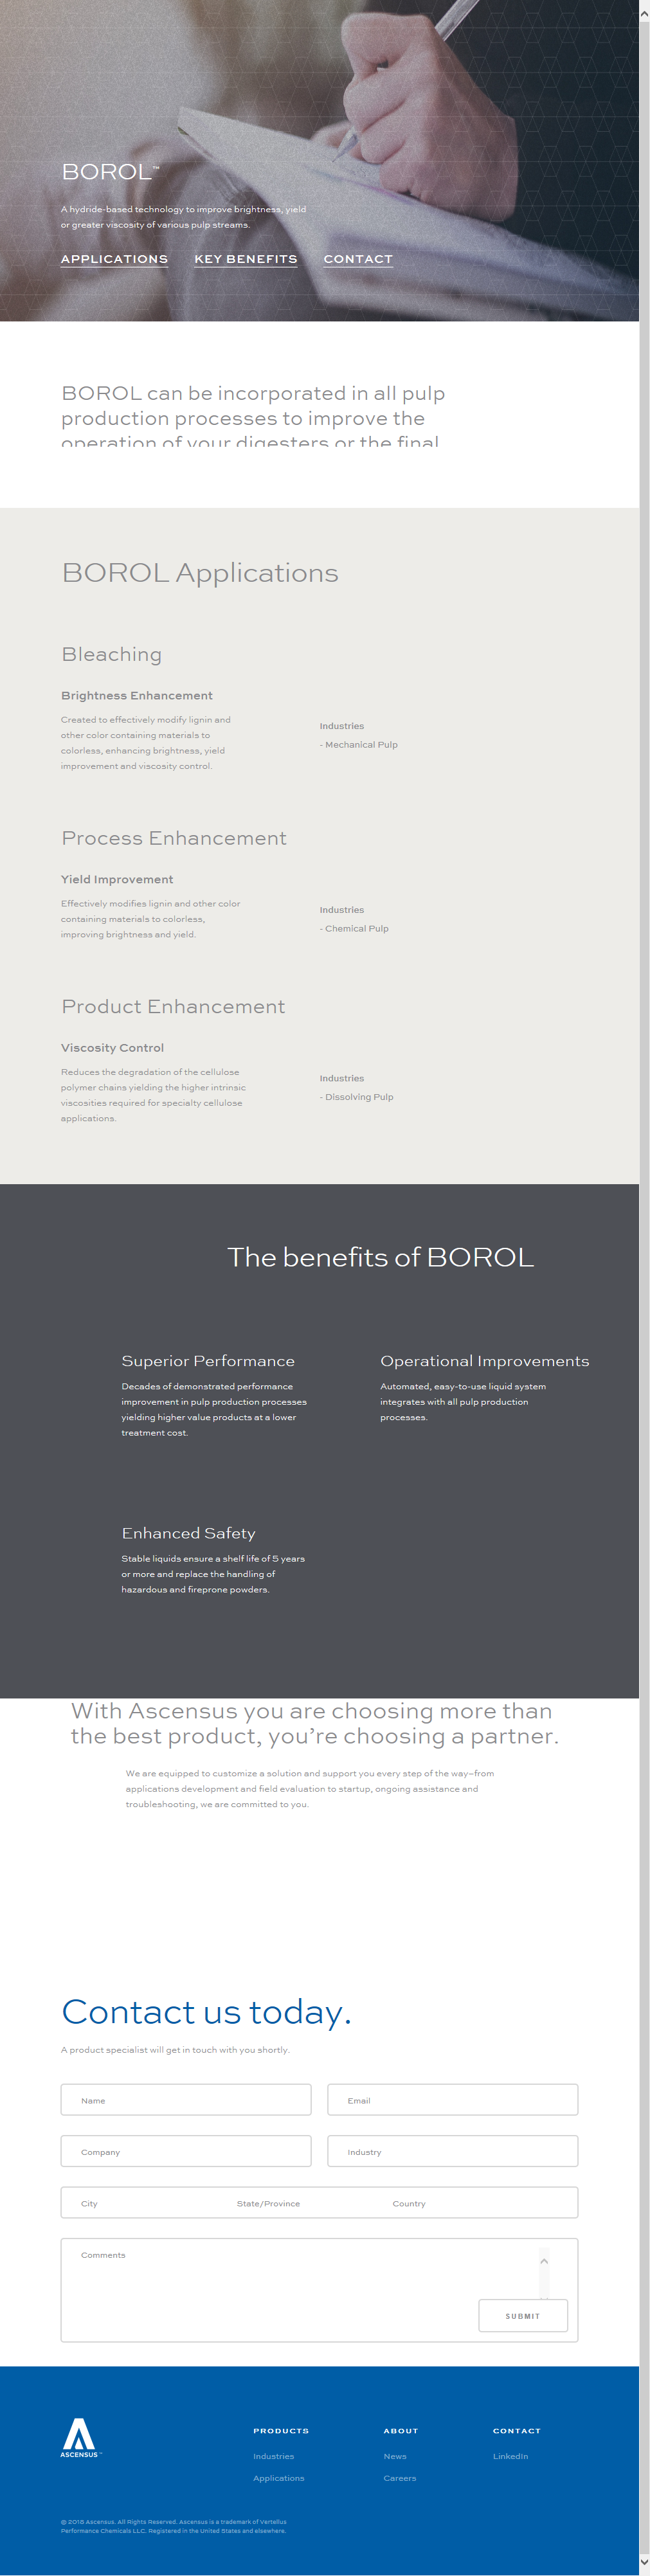 BOROL™
A hydride-based technology to improve brightness, yield
or greater viscosity of various pulp streams.
APPLICATIONS KEY BENEFITS CONTACT
BOROL can be incorporated in all pulp
production processes to improve the
operation of your digesters or the final
BOROL Applications
Bleaching
Brightness Enhancement
Created to effectively modify lignin and
other color containing materials to
colorless, enhancing brightness, yield
improvement and viscosity control.
Industries
- Mechanical Pulp
Process Enhancement
Yield Improvement
Effectively modifies lignin and other color
containing materials to colorless,
improving brightness and yield.
Industries
- Chemical Pulp
Product Enhancement
Viscosity Control
Reduces the degradation of the cellulose
polymer chains yielding the higher intrinsic
viscosities required for specialty cellulose
applications.
Industries
- Dissolving Pulp
The benefits of BOROL
Superior Performance
Decades of demonstrated performance
improvement in pulp production processes
yielding higher value products at a lower
treatment cost.
Operational Improvements
Automated, easy-to-use liquid system
integrates with all pulp production
processes.
Enhanced Safety
Stable liquids ensure a shelf life of 5 years
or more and replace the handling of
hazardous and fireprone powders.
With Ascensus you are choosing more than
the best product, you’re choosing a partner.
We are equipped to customize a solution and support you every step of the way–from
applications development and field evaluation to startup, ongoing assistance and
troubleshooting, we are committed to you.
Contact us today.
A product specialist will get in touch with you shortly.
Name Email
Company Industry
City State/Province Country
Comments
SUBMIT
ASCENSUS™
PRODUCTS
Industries
Applications
ABOUT
News
Careers
CONTACT
LinkedIn
© 2018 Ascensus. All Rights Reserved. Ascensus is a trademark of Vertellus
Performance Chemicals LLC. Registered in the United States and elsewhere.